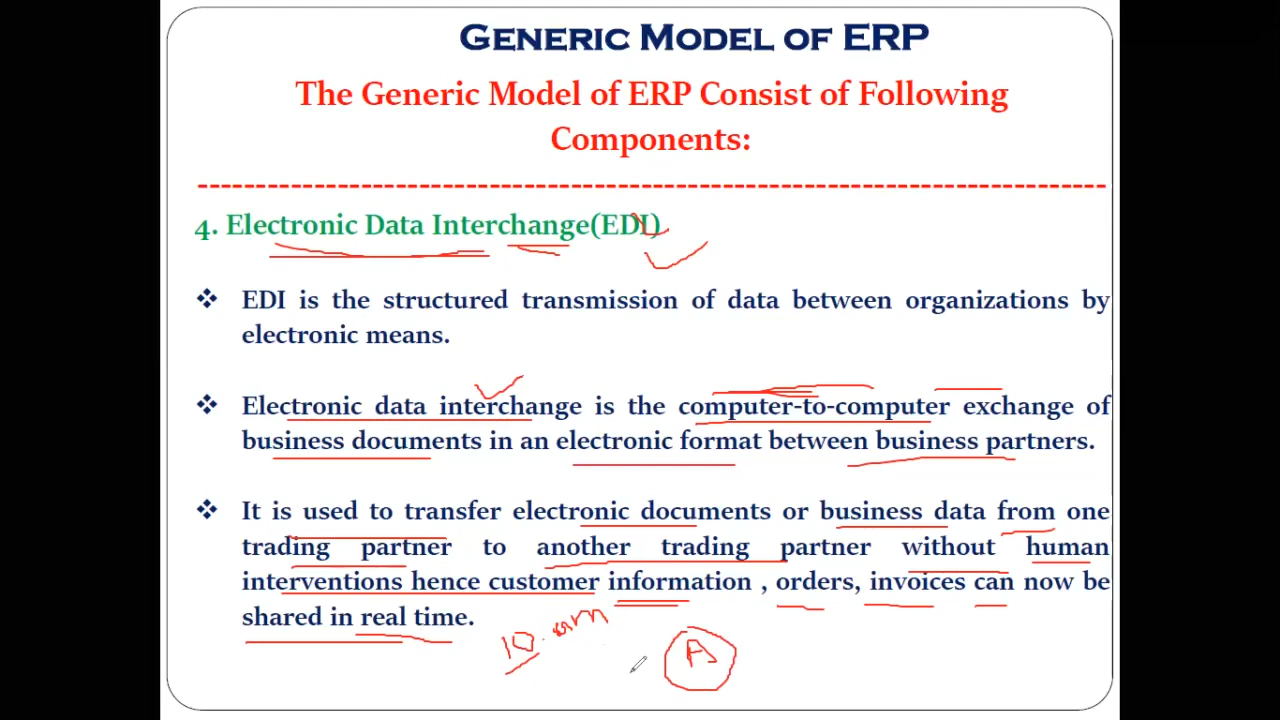 GENERIC MODEL OF ERP
The Generic Model of ERP Consist of Following
Components:
4. Electronic Data Interchange(EDI)
❖ EDI is the structured transmission of data between organizations by
electronic means.
❖ Electronic data interchange is the computer-to-computer exchange of
business documents in an electronic format between business partners.
❖ It is used to transfer electronic documents or business data from one
trading partner to another trading partner without human
interventions hence customer information , orders, invoices can now be
shared in real time.
10
A